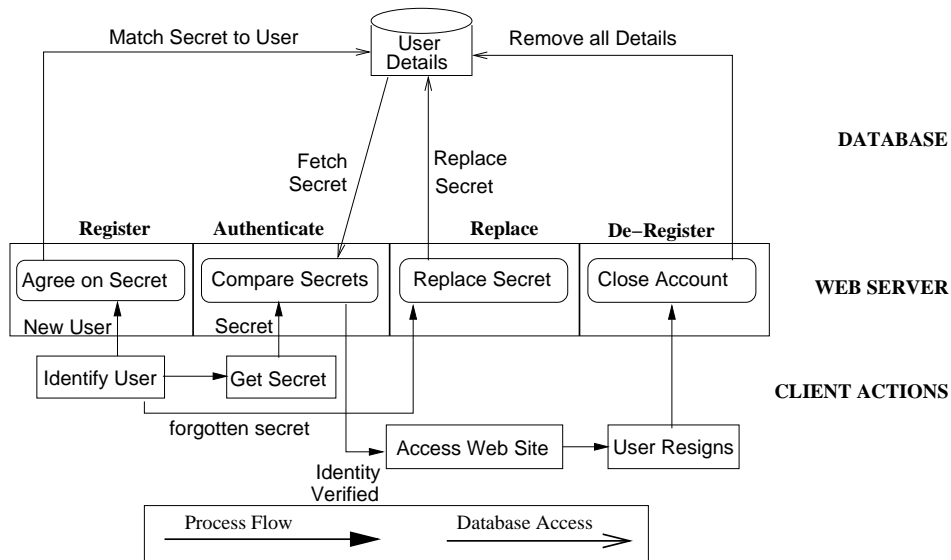 Match Secret to User
User
Details
Remove all Details
DATABASE
Fetch
Secret
Replace
Secret
Register
Authenticate
Replace
De−Register
Agree on Secret
Compare Secrets
Replace Secret
Close Account
WEB SERVER
New User
Secret
Identify User
Get Secret
CLIENT ACTIONS
forgotten secret
Access Web Site
User Resigns
Identity
Verified
Process Flow
Database Access